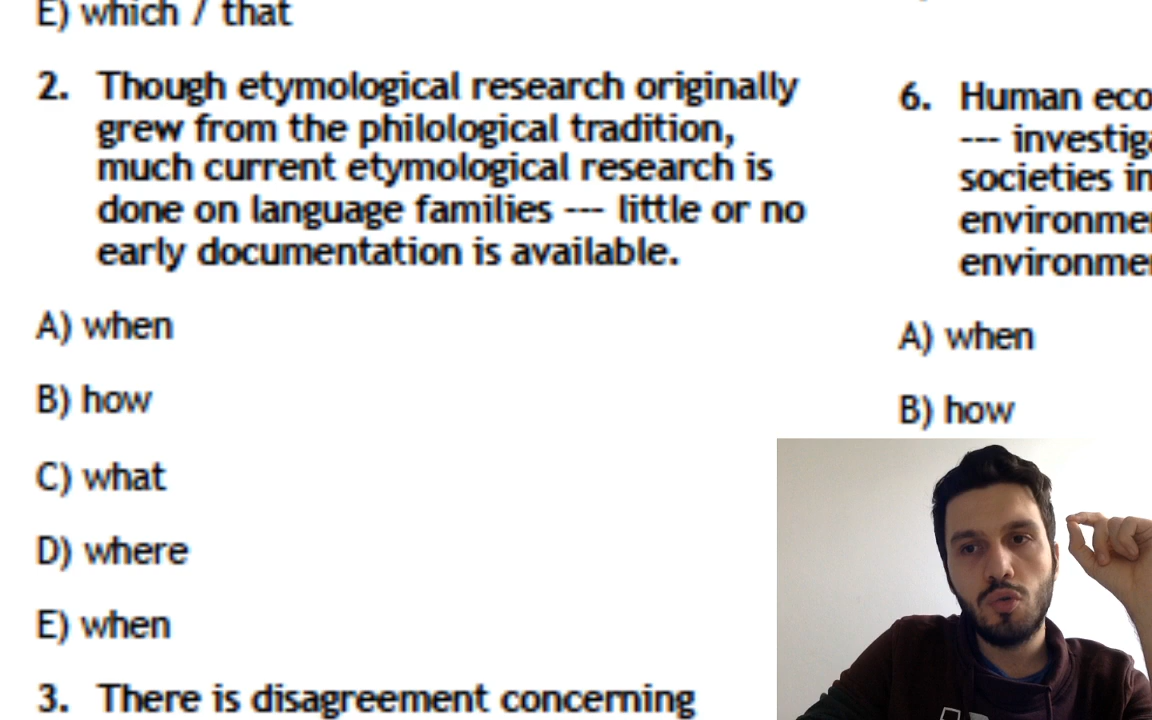 E) which / that
2. Though etymological research originally
grew from the philological tradition,
much current etymological research is
done on language families --- little or no
early documentation is available.
A) when
B) how
C) what
D) where
E) when
3. There is disagreement concerning
6. Human eco
--- investiga
societies in
environme
environme
A) when
B) how